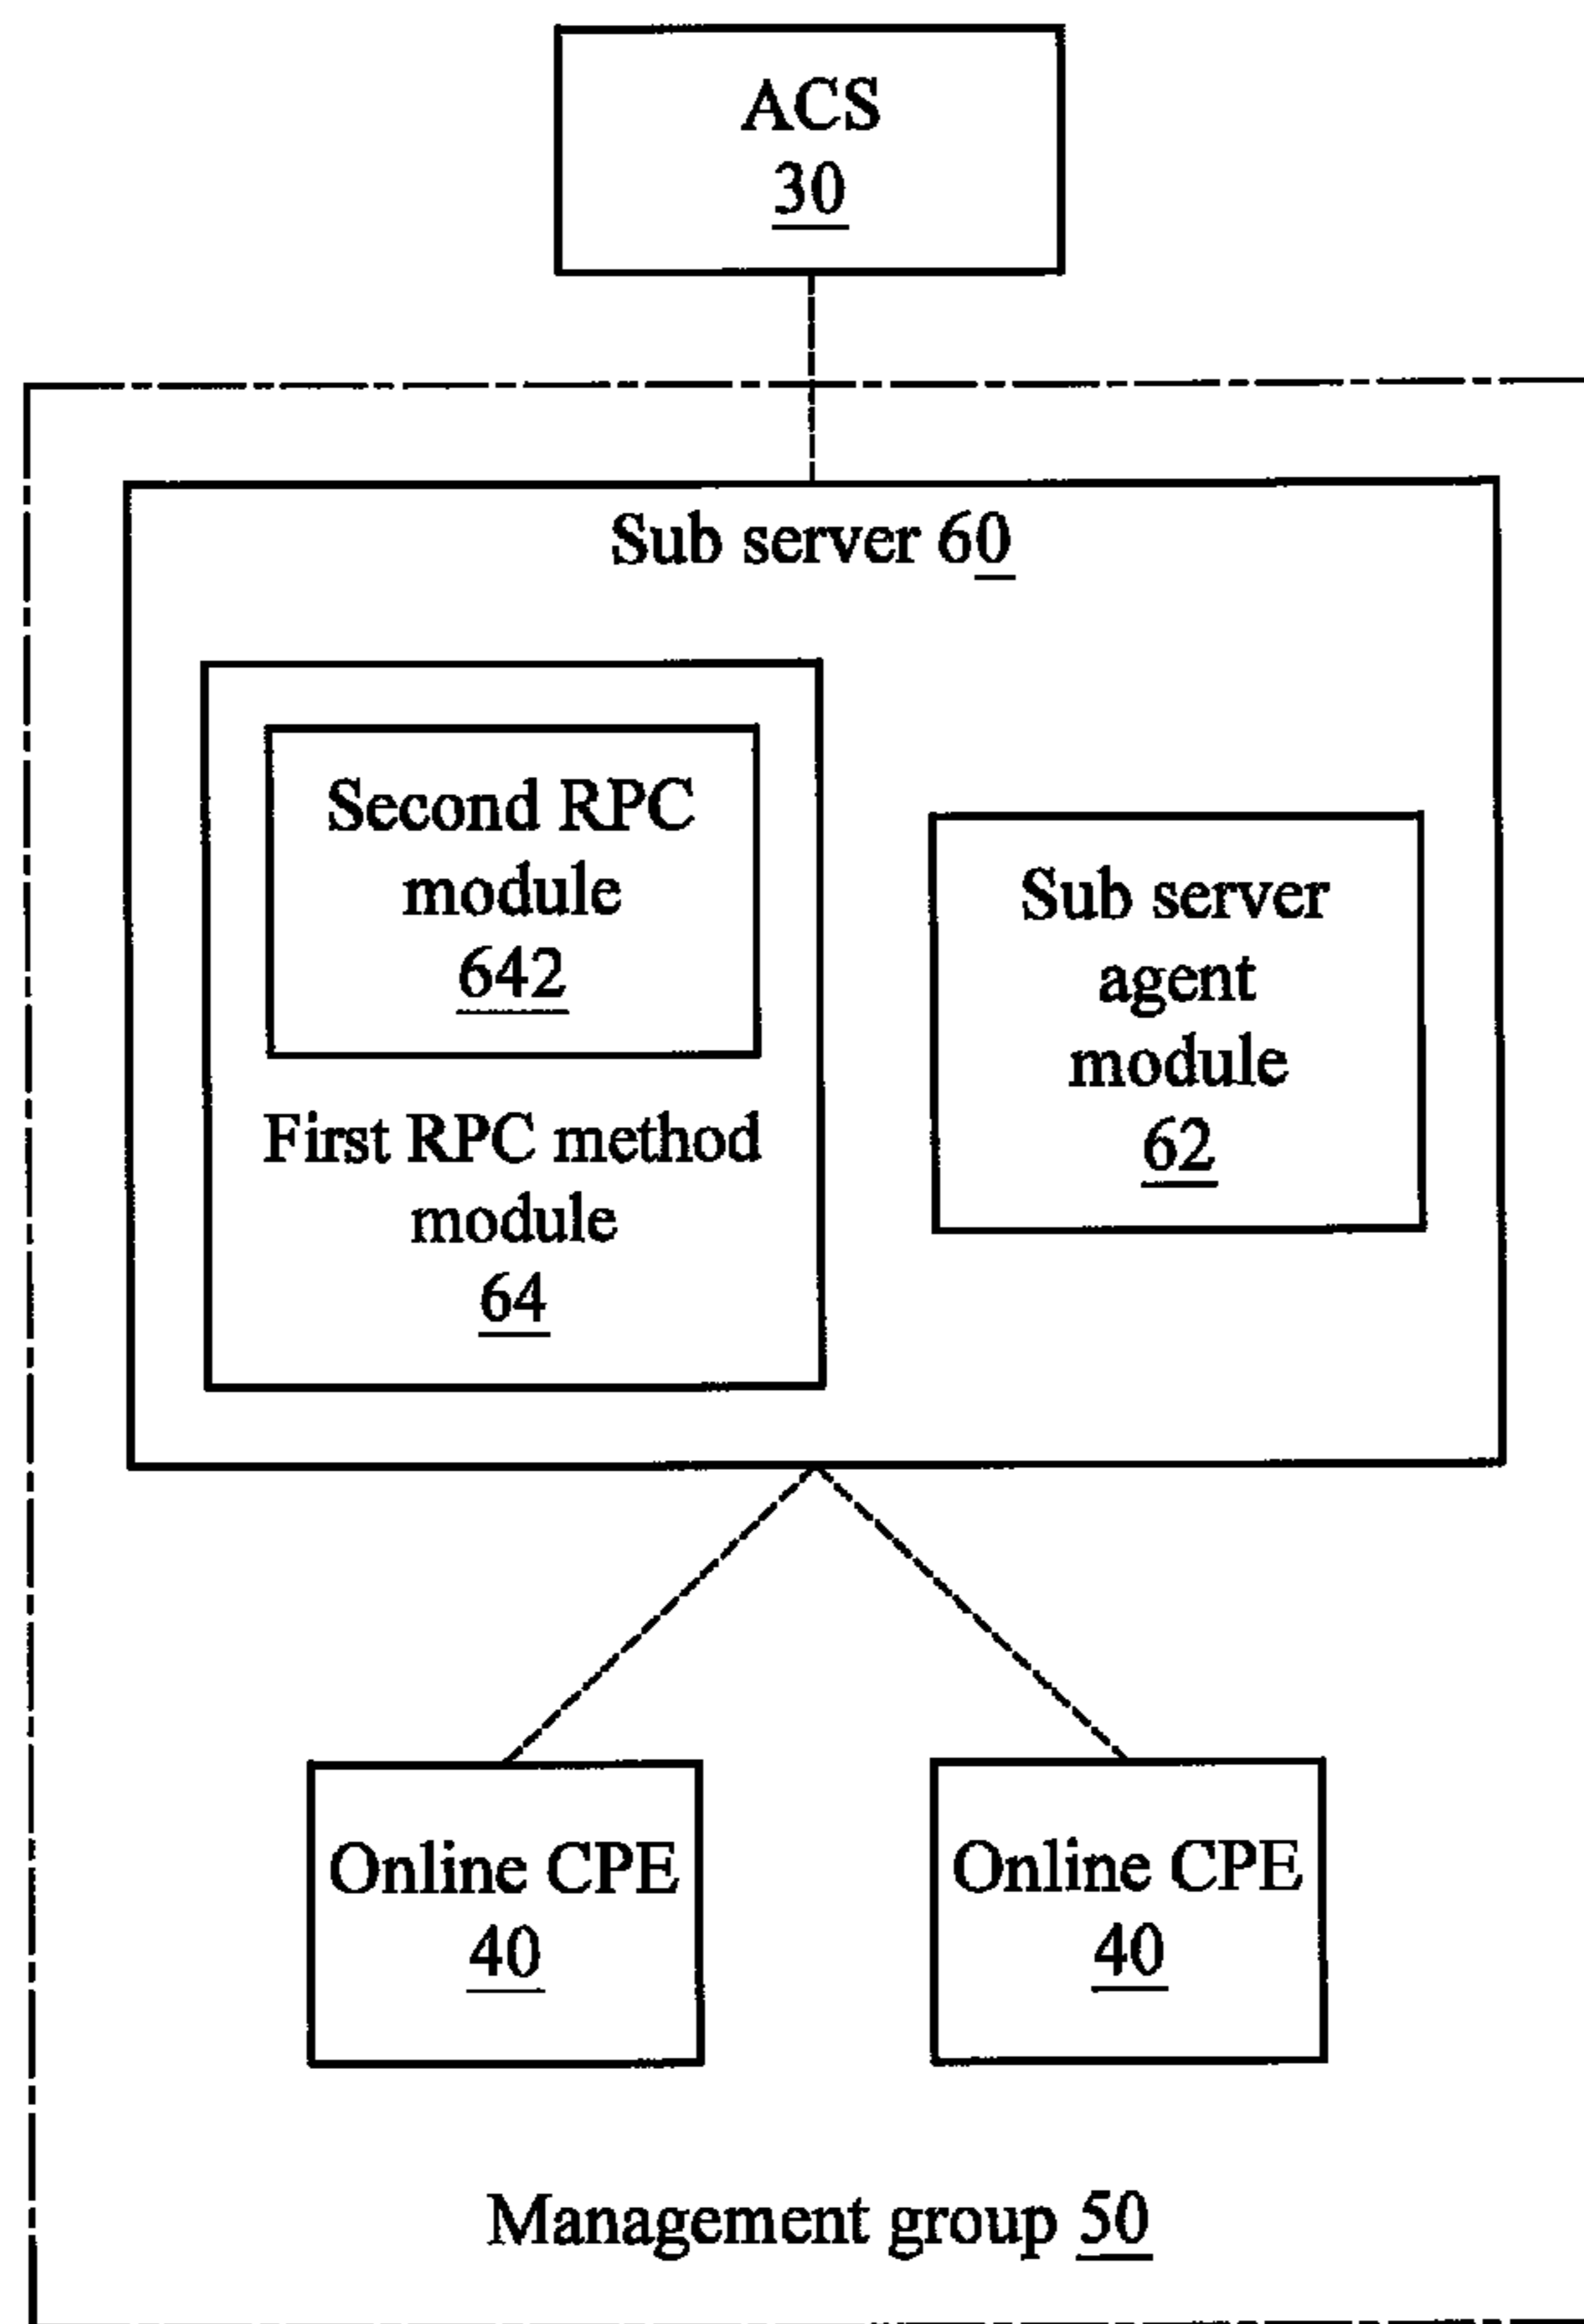 ACS
30
Sub server 60
Second RPC
module
642
First RPC method
module
64
Sub server
agent
module
62
Online CPE
40
Online CPE
40
Management group 50